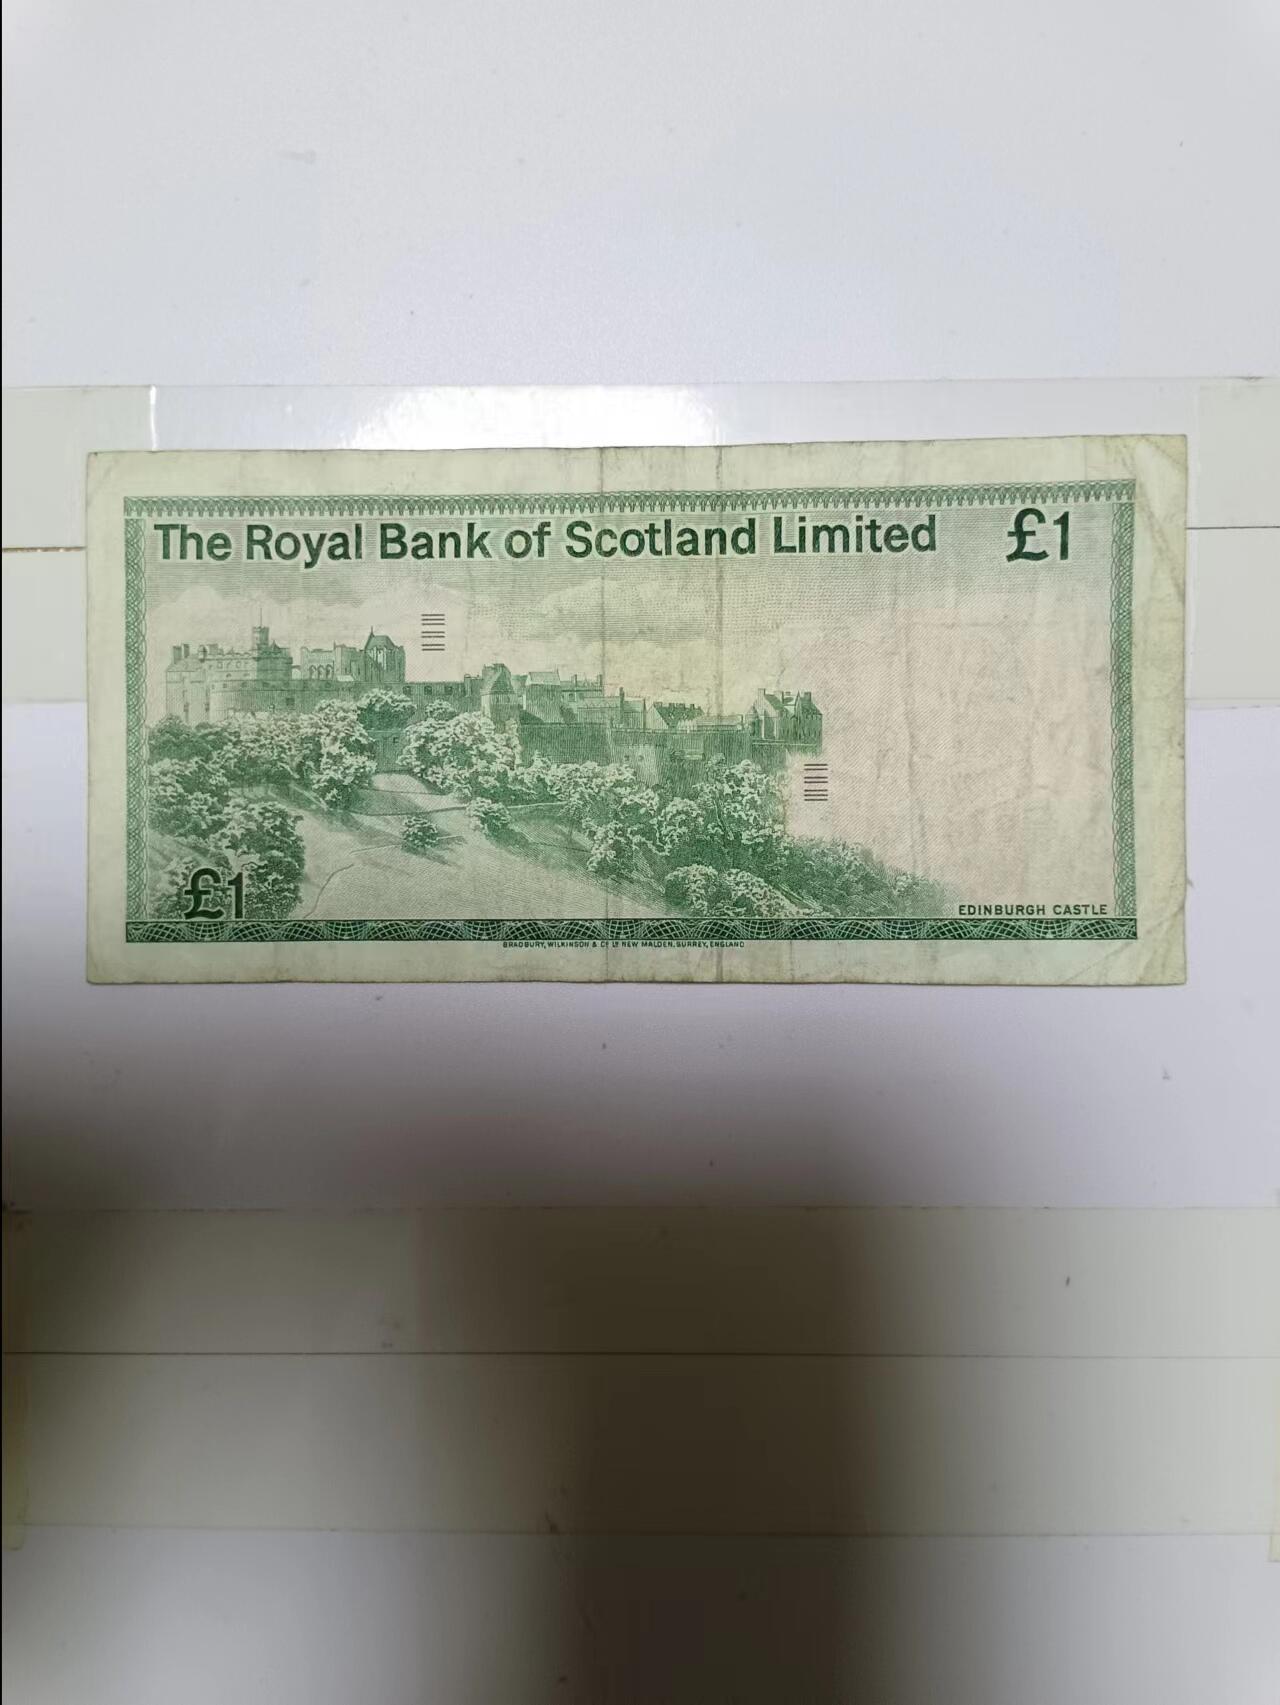 The Royal Bank of Scotland Limited £1
£1
EDINBURGH CASTLE
BRADBURY, WILKINSON & Cº Lᴰ NEW MALDEN, SURREY, ENGLAND